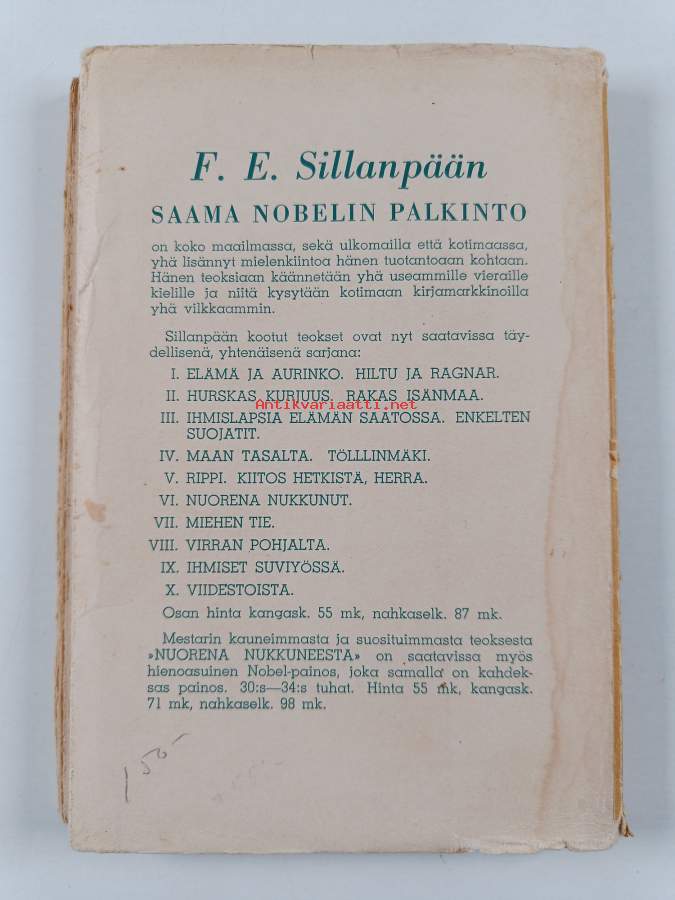 F. E. Sillanpään
SAAMA NOBELIN PALKINTO
on koko maailmassa, sekä ulkomailla että kotimaassa,
yhä lisännyt mielenkiintoa hänen tuotantoaan kohtaan.
Hänen teoksiaan käännetään yhä useammille vieraille
kielille ja niitä kysytään kotimaan kirjamarkkinoilla
yhä vilkkaammin.
Sillanpään kootut teokset ovat nyt saatavissa täy-
dellisenä, yhtenäisenä sarjana:
I. ELÄMÄ JA AURINKO. HILTU JA RAGNAR.
II. HURSKAS KURJUUS. RAKAS ISÄNMAA.
Antikvariaatti.net
III. IHMISLAPSIA ELÄMÄN SAATOSSA. ENKELTEN
SUOJATIT.
IV. MAAN TASALTA. TÖLLLINMÄKI.
V. RIPPI. KIITOS HETKISTÄ, HERRA.
VI. NUORENA NUKKUNUT.
VII. MIEHEN TIE.
VIII. VIRRAN POHJALTA.
IX. IHMISET SUVIYÖSSÄ.
X. VIIDESTOISTA.
Osan hinta kangask. 55 mk, nahkaselk. 87 mk.
Mestarin kauneimmasta ja suosituimmasta teoksesta
»NUORENA NUKKUNEESTA» on saatavissa myös
hienoasuinen Nobel-painos, joka samalla on kahdek-
sas painos. 30:s—34:s tuhat. Hinta 55 mk, kangask.
71 mk, nahkaselk. 98 mk.